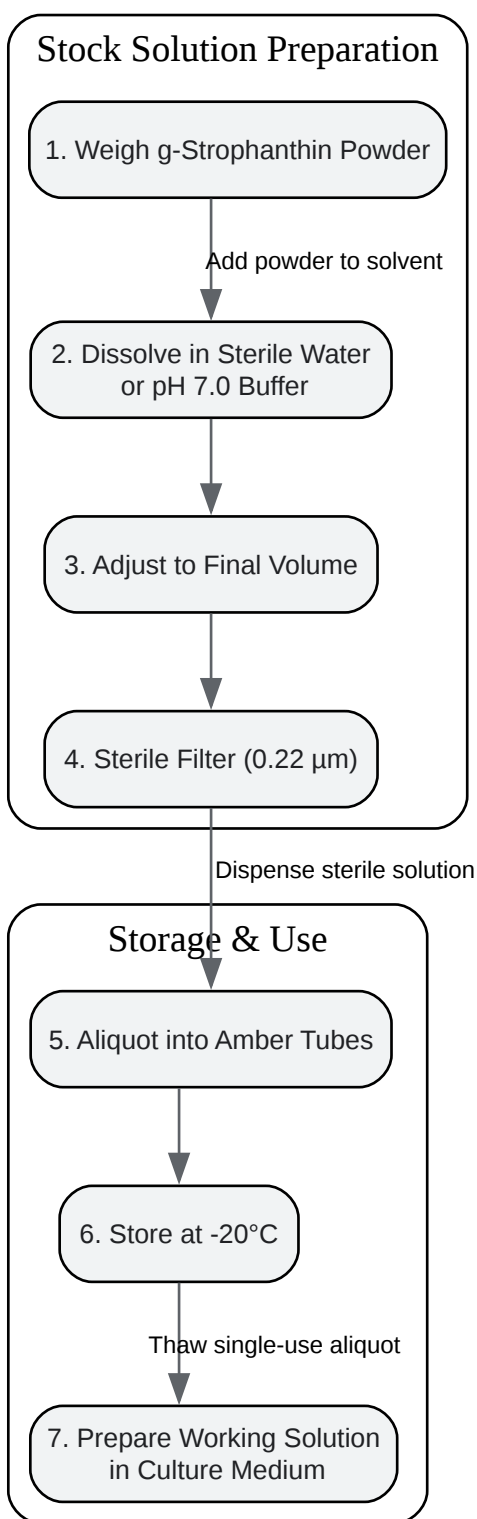 Stock Solution Preparation
1. Weigh g-Strophanthin Powder
Add powder to solvent
2. Dissolve in Sterile Water
or pH 7.0 Buffer
3. Adjust to Final Volume
4. Sterile Filter (0.22 µm)
Dispense sterile solution
Storage & Use
5. Aliquot into Amber Tubes
6. Store at -20°C
Thaw single-use aliquot
7. Prepare Working Solution
in Culture Medium